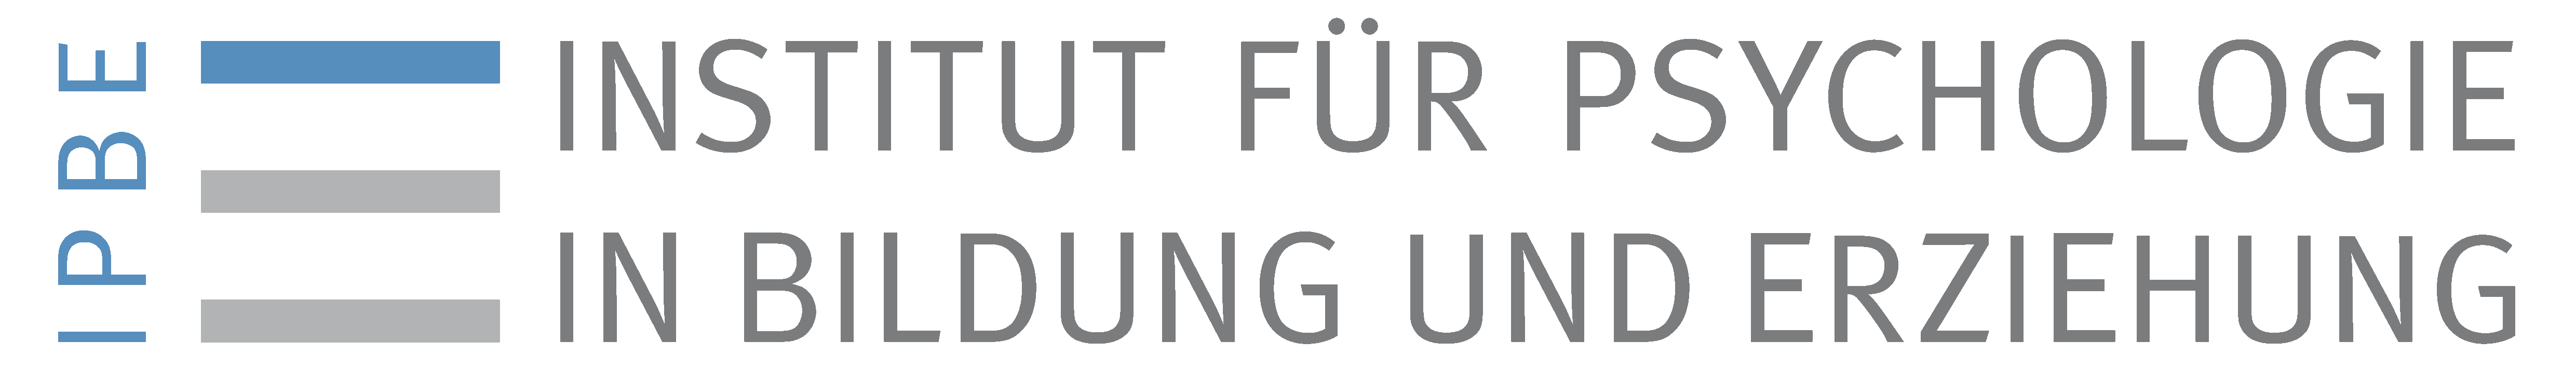 IPBE
INSTITUT FÜR PSYCHOLOGIE
IN BILDUNG UND ERZIEHUNG